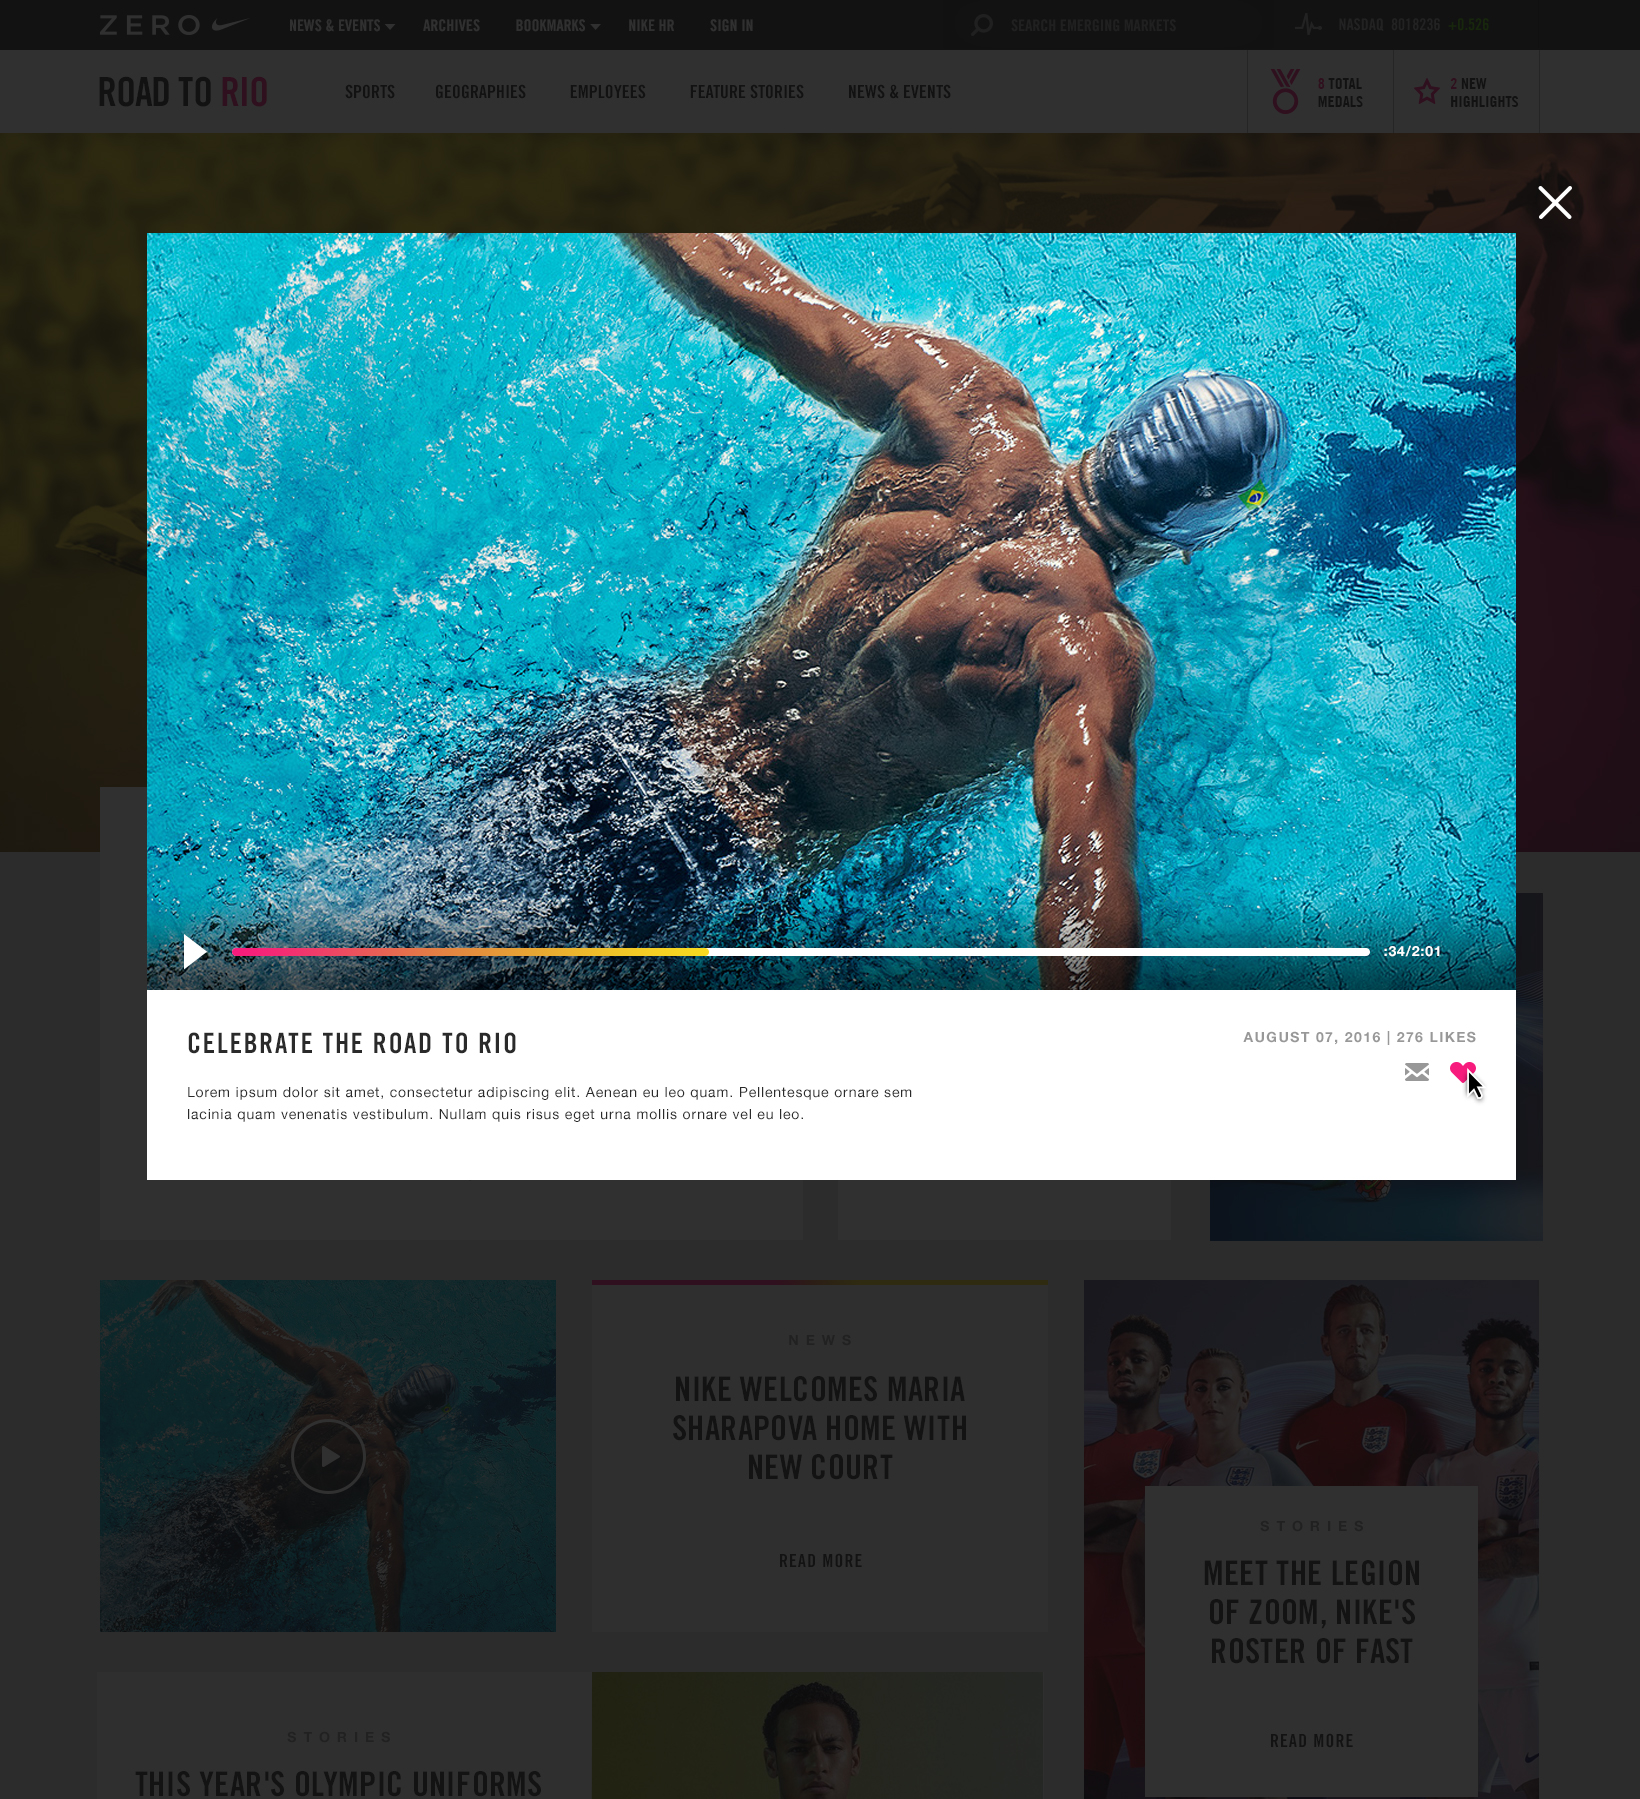 ZERO
NEWS & EVENTS
ARCHIVES
BOOKMARKS
NIKE HR
SIGN IN
SEARCH EMERGING MARKETS
NASDAQ 8018236 +0.526
ROAD TO RIO
SPORTS
GEOGRAPHIES
EMPLOYEES
FEATURE STORIES
NEWS & EVENTS
8 TOTAL
MEDALS
2 NEW
HIGHLIGHTS
:34/2:01
CELEBRATE THE ROAD TO RIO
AUGUST 07, 2016 | 276 LIKES
Lorem ipsum dolor sit amet, consectetur adipiscing elit. Aenean eu leo quam. Pellentesque ornare sem
lacinia quam venenatis vestibulum. Nullam quis risus eget urna mollis ornare vel eu leo.
NEWS
NIKE WELCOMES MARIA
SHARAPOVA HOME WITH
NEW COURT
READ MORE
STORIES
MEET THE LEGION
OF ZOOM, NIKE'S
ROSTER OF FAST
READ MORE
STORIES
THIS YEAR'S OLYMPIC UNIFORMS